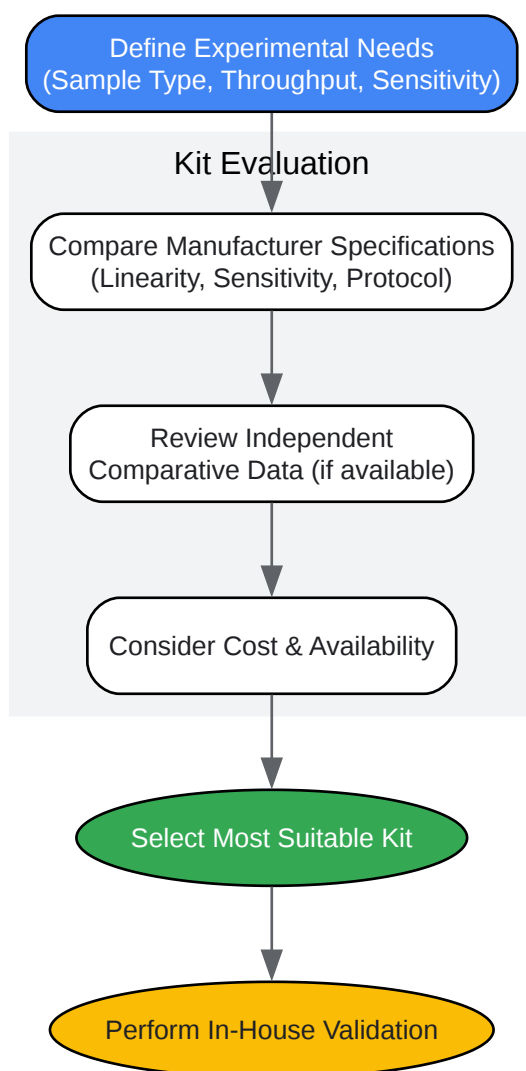 Define Experimental Needs
(Sample Type, Throughput, Sensitivity)
Kit Evaluation
Compare Manufacturer Specifications
(Linearity, Sensitivity, Protocol)
Review Independent
Comparative Data (if available)
Consider Cost & Availability
Select Most Suitable Kit
Perform In-House Validation